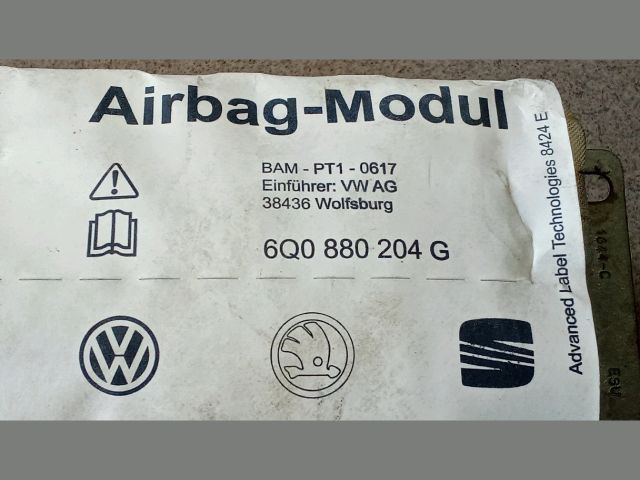 Airbag-Modul
BAM - PT1 - 0617
Einführer: VW AG
38436 Wolfsburg
6Q0 880 204 G
Advanced Label Technologies 8424 E